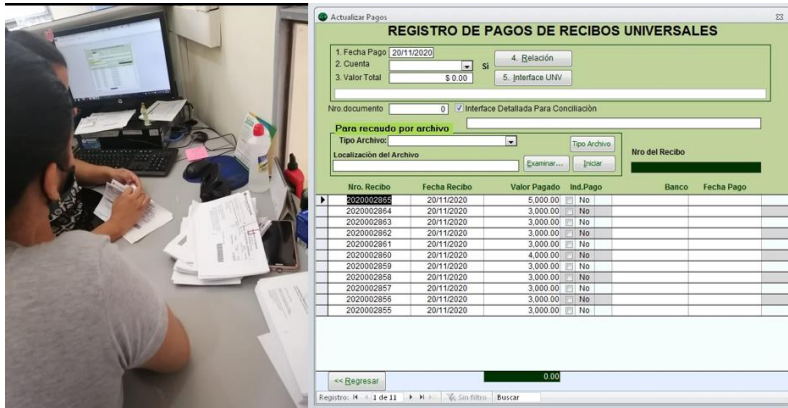 Actualizar Pagos
REGISTRO DE PAGOS DE RECIBOS UNIVERSALES
1. Fecha Pago 20/11/2020
2. Cuenta Si 4. Relación
3. Valor Total $ 0.00 5. Interface UNV
Nro.documento 0 Interface Detallada Para Conciliaciòn
Para recaudo por archivo
Tipo Archivo: Tipo Archivo
Localizaciòn del Archivo Nro del Recibo
Examinar... Iniciar
Nro. Recibo Fecha Recibo Valor Pagado Ind.Pago Banco Fecha Pago
2020002865 20/11/2020 5,000.00 No
2020002864 20/11/2020 3,000.00 No
2020002863 20/11/2020 3,000.00 No
2020002862 20/11/2020 3,000.00 No
2020002861 20/11/2020 3,000.00 No
2020002860 20/11/2020 4,000.00 No
2020002859 20/11/2020 3,000.00 No
2020002858 20/11/2020 3,000.00 No
2020002857 20/11/2020 3,000.00 No
2020002856 20/11/2020 3,000.00 No
2020002855 20/11/2020 3,000.00 No
<< Regresar 0.00
Registro: 1 de 11 Sin filtro Buscar